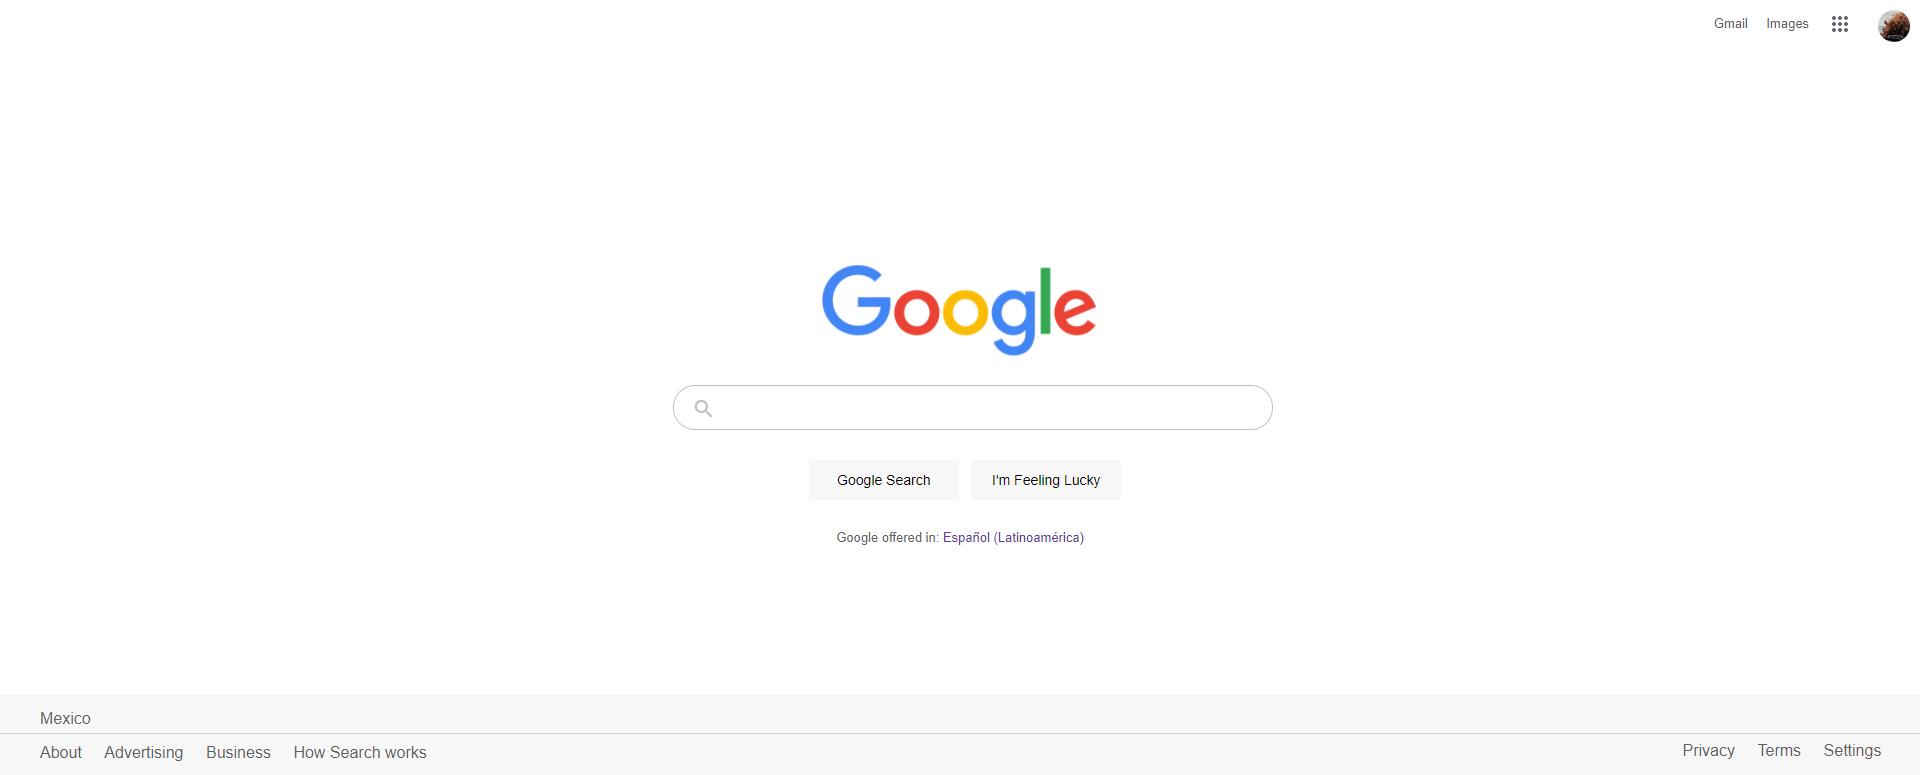 Gmail Images
Google
Google Search I'm Feeling Lucky
Google offered in: Español (Latinoamérica)
Mexico
About Advertising Business How Search works Privacy Terms Settings